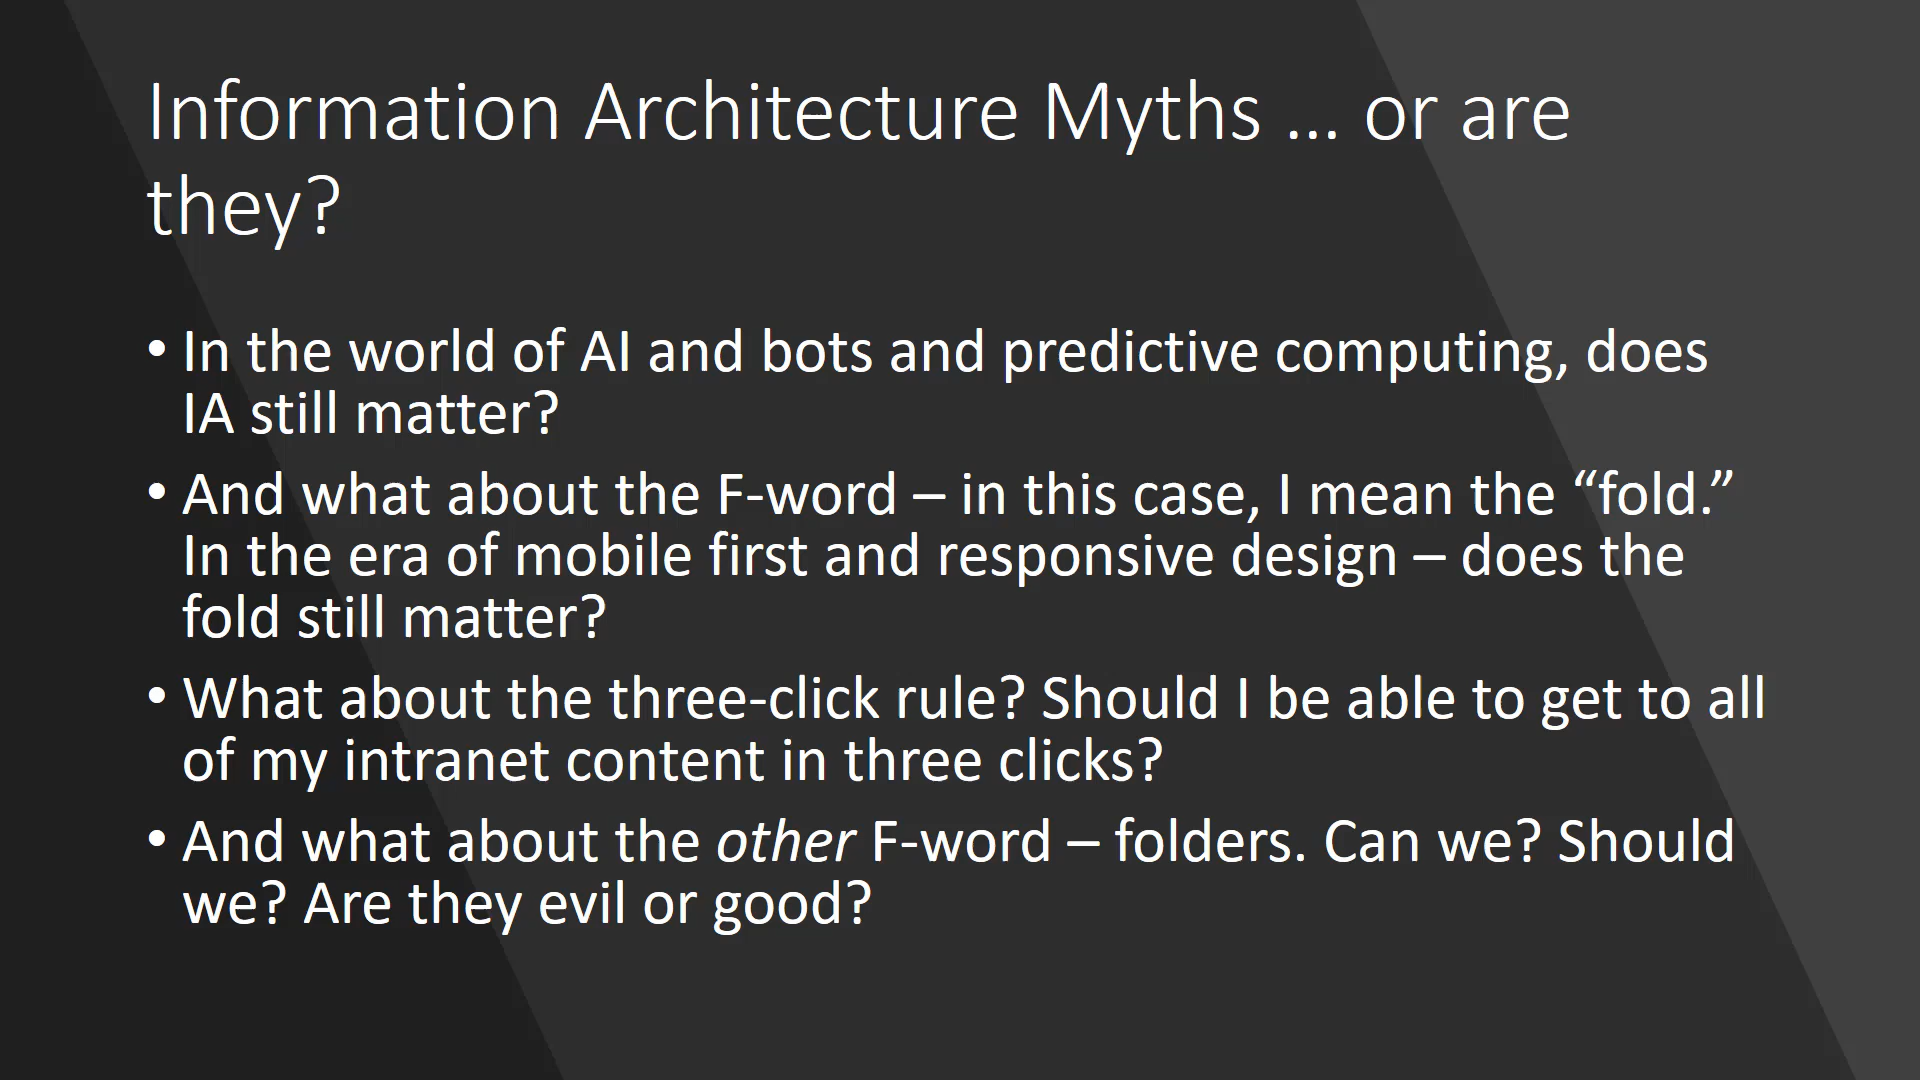 Information Architecture Myths … or are
they?
• In the world of AI and bots and predictive computing, does
IA still matter?
• And what about the F-word – in this case, I mean the “fold.”
In the era of mobile first and responsive design – does the
fold still matter?
• What about the three-click rule? Should I be able to get to all
of my intranet content in three clicks?
• And what about the other F-word – folders. Can we? Should
we? Are they evil or good?